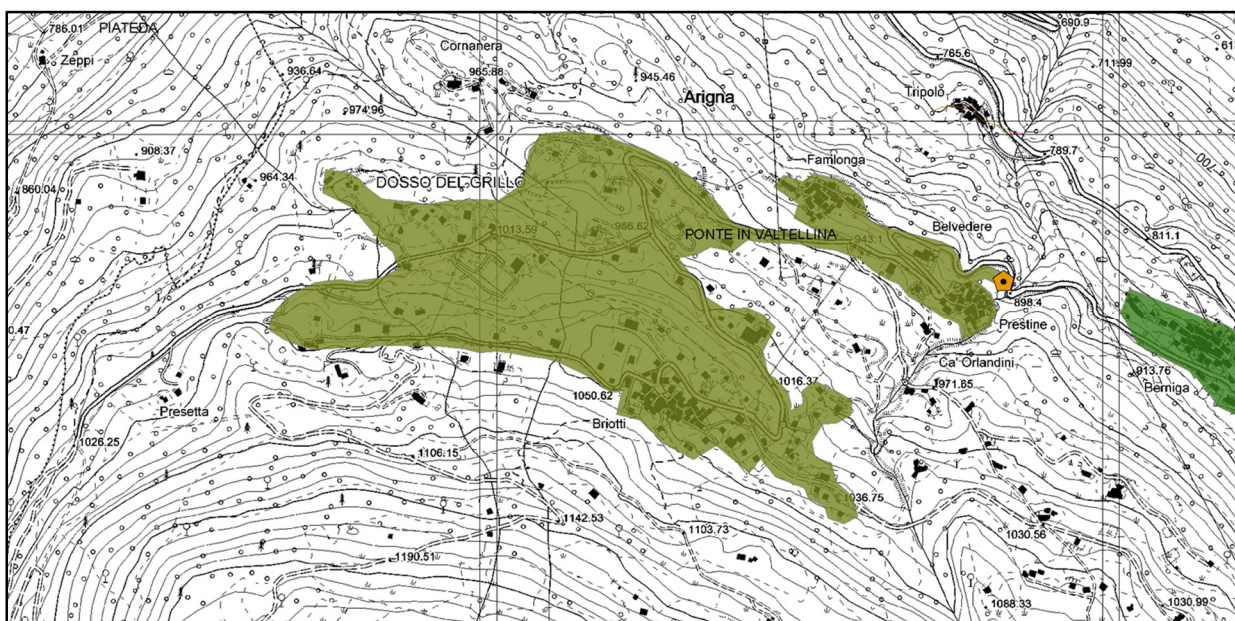 690.9
786.01
PIATEDA
Cornanera
765.6
Zeppi
711.99
936.64
965.88
945.46
Tripolo
Arigna
974.96
789.7
908.37
Famlonga
700
964.34
DOSSO DEL GRILLO
860.04
Belvedere
1013.59
986.62
PONTE IN VALTELLINA
943.1
811.1
898.4
0.47
Prestine
Ca' Orlandini
1016.37
971.65
913.76
Berniga
1050.62
Presetta
Briotti
1026.25
1106.15
1036.75
1142.53
1103.73
1030.56
1190.51
1088.33
1030.99